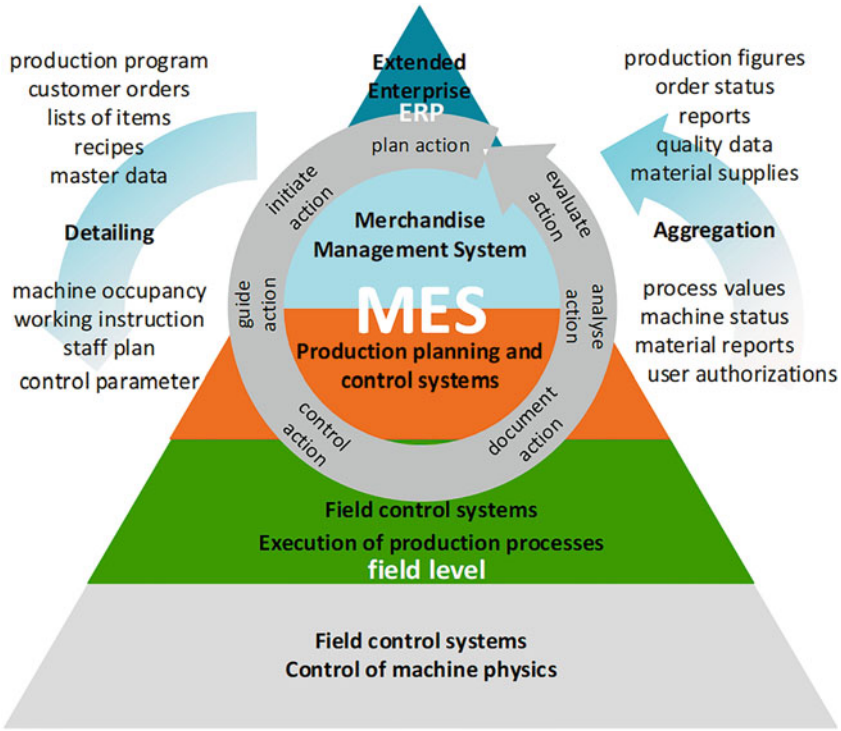 production program
customer orders
lists of items
recipes
master data
Detailing
machine occupancy
working instruction
staff plan
control parameter
Extended
Enterprise
ERP
plan action
initiate
action
guide
action
control
action
document
action
analyse
action
evaluate
action
Merchandise
Management System
MES
Production planning and
control systems
Field control systems
Execution of production processes
field level
Field control systems
Control of machine physics
production figures
order status
reports
quality data
material supplies
Aggregation
process values
machine status
material reports
user authorizations